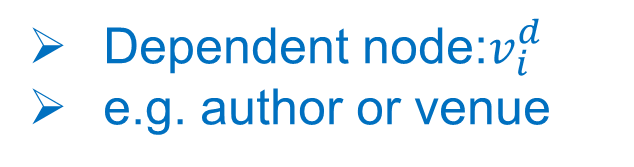 ➢ Dependent node:$v_i^d$
➢ e.g. author or venue